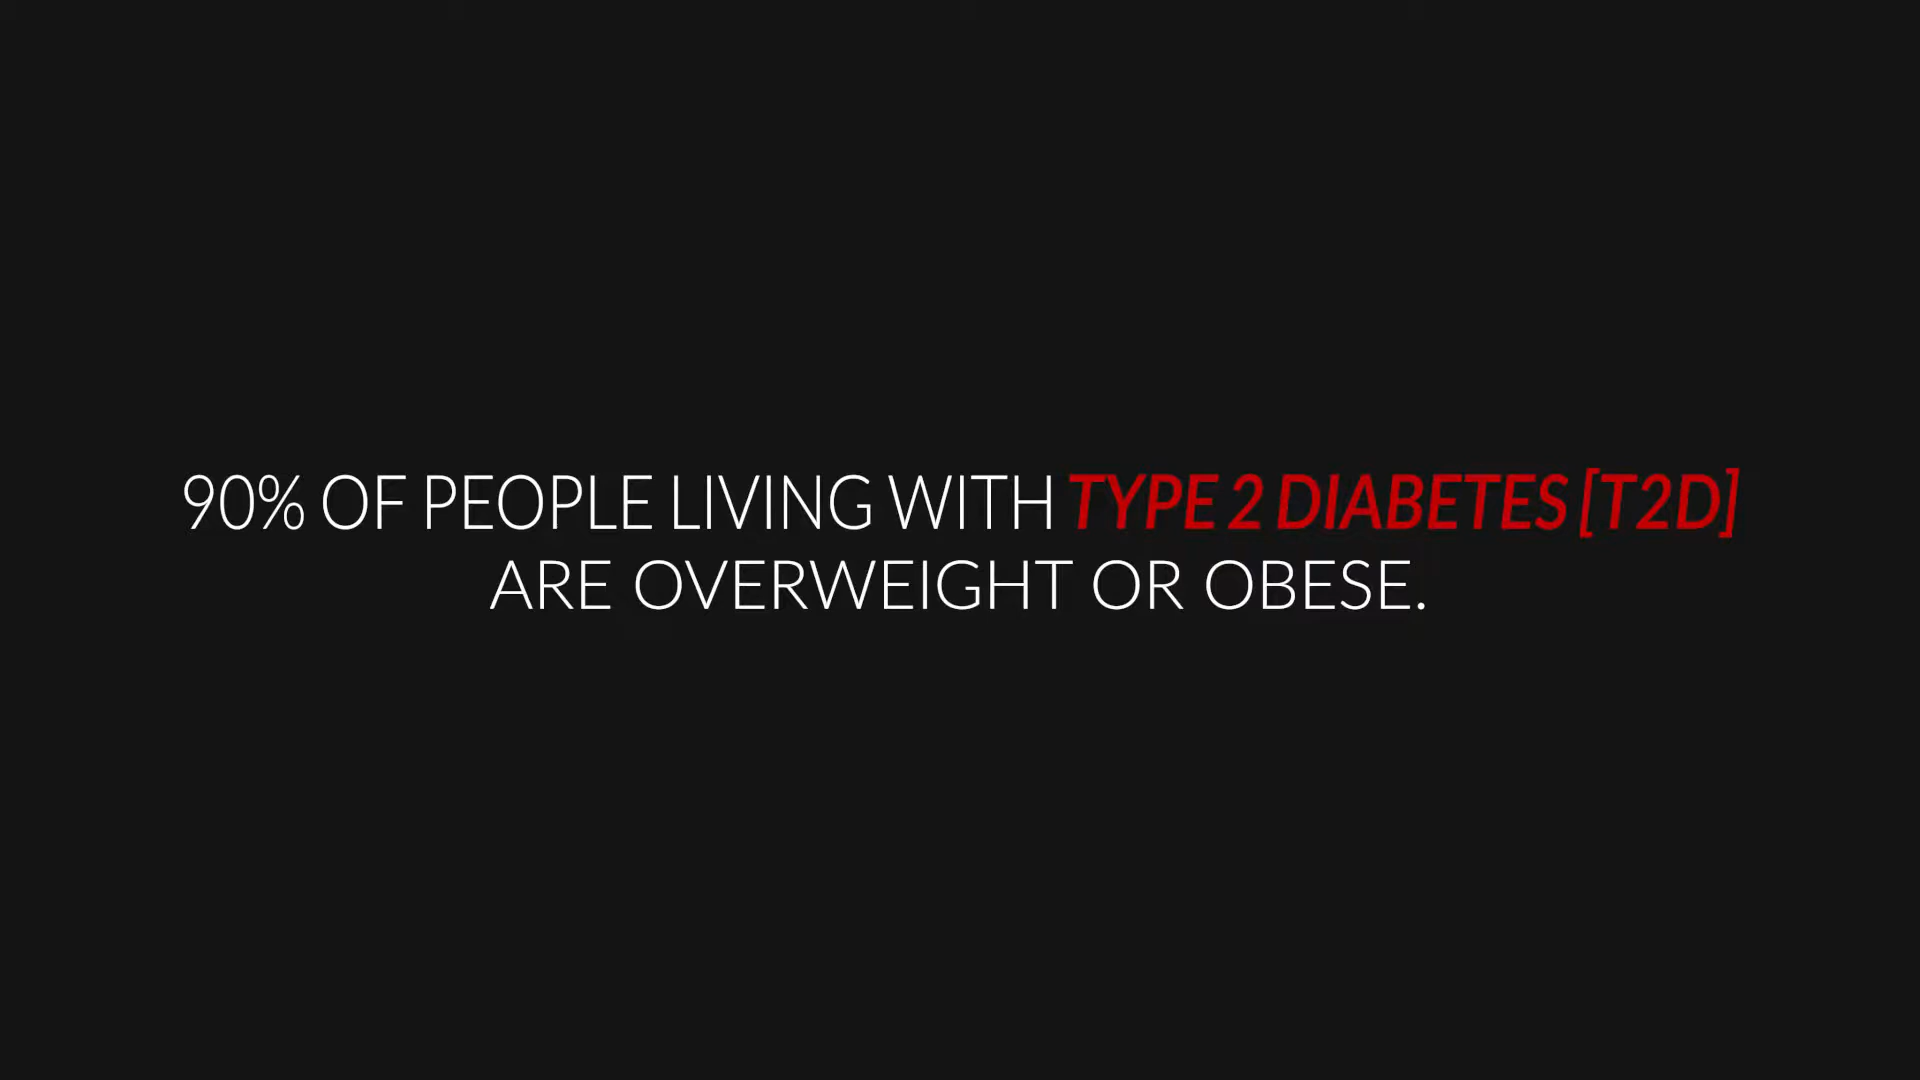 90% OF PEOPLE LIVING WITH TYPE 2 DIABETES [T2D]
ARE OVERWEIGHT OR OBESE.